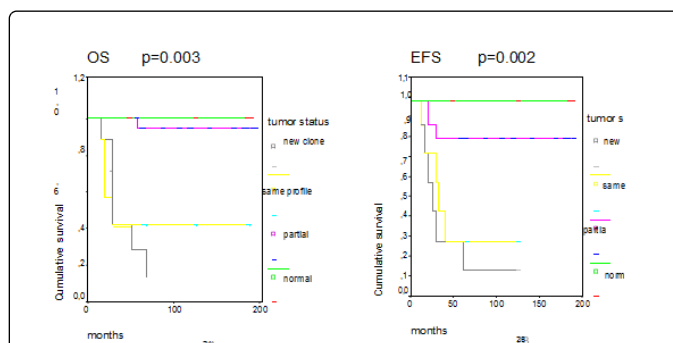 OS p=0.003
1,2
1
0.
,8
6.
,4
,2
0,0
0
100
200
Cumulative survival
months
tumor status
new clone
same profile
partial
normal
EFS p=0.002
1,1
1,0
,9
,8
,7
,6
,5
,4
,3
,2
,1
0,0
0
50
100
150
200
Cumulative survival
months
tumor s
new
same
partia
norm